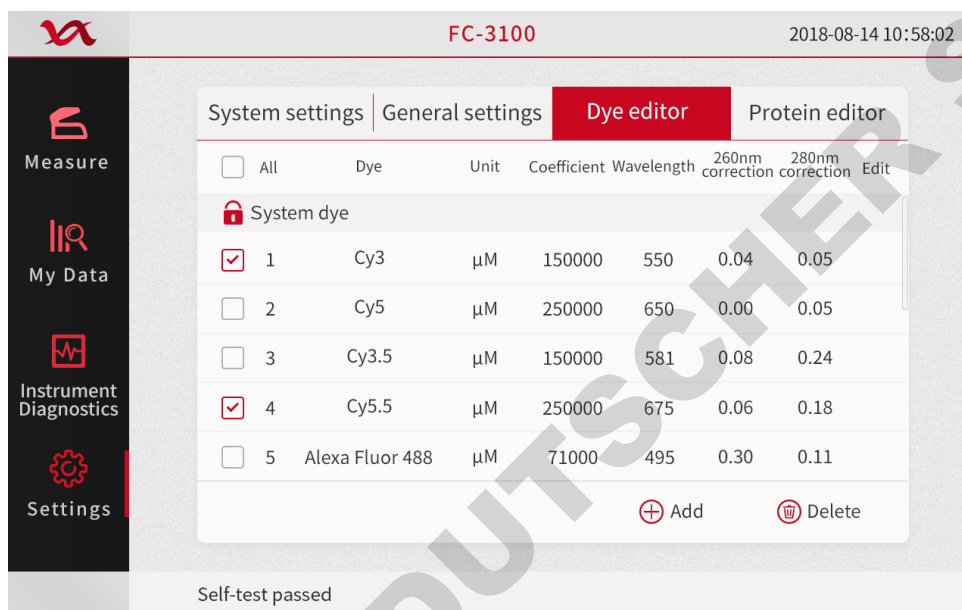 FC-3100 2018-08-14 10:58:02
System settings General settings Dye editor Protein editor
Measure
My Data
Instrument
Diagnostics
Settings
All Dye Unit Coefficient Wavelength 260nm correction 280nm correction Edit
System dye
1 Cy3 μM 150000 550 0.04 0.05
2 Cy5 μM 250000 650 0.00 0.05
3 Cy3.5 μM 150000 581 0.08 0.24
4 Cy5.5 μM 250000 675 0.06 0.18
5 Alexa Fluor 488 μM 71000 495 0.30 0.11
Add Delete
Self-test passed
DUTSCHER S